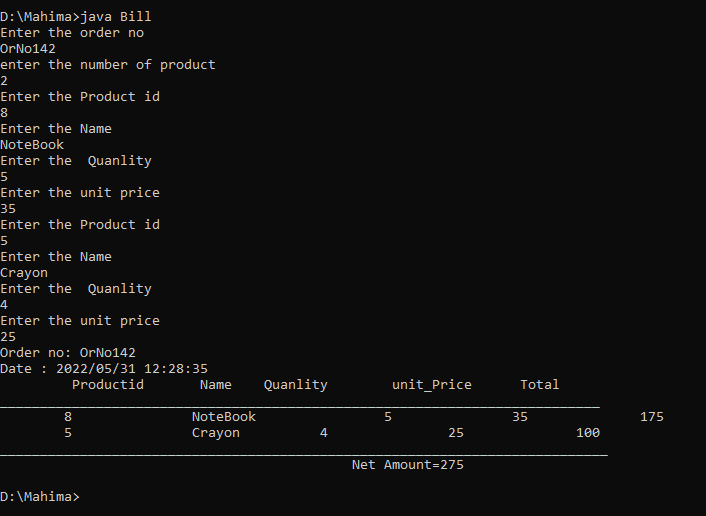 D:\Mahima>java Bill
Enter the order no
OrNo142
enter the number of product
2
Enter the Product id
8
Enter the Name
NoteBook
Enter the  Quanlity
5
Enter the unit price
35
Enter the Product id
5
Enter the Name
Crayon
Enter the  Quanlity
4
Enter the unit price
25
Order no: OrNo142
Date : 2022/05/31 12:28:35
         Productid       Name    Quanlity        unit_Price      Total
___________________________________________________________________________
        8               NoteBook                5               35              175
        5               Crayon          4               25              100
____________________________________________________________________________
                                            Net Amount=275
D:\Mahima>